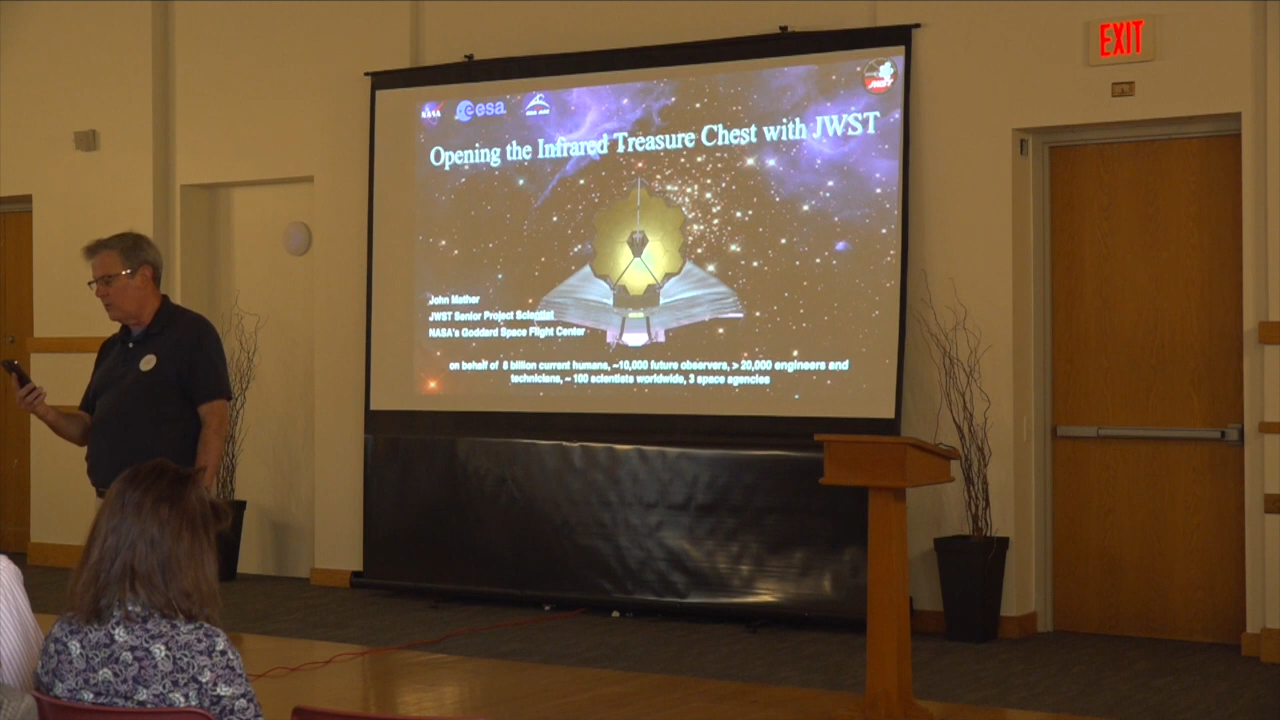 EXIT
NASA
esa
JWST
Opening the Infrared Treasure Chest with JWST
John Mather
JWST Senior Project Scientist
NASA's Goddard Space Flight Center
on behalf of 8 billion current humans, ~10,000 future observers, > 20,000 engineers and
technicians, ~ 100 scientists worldwide, 3 space agencies